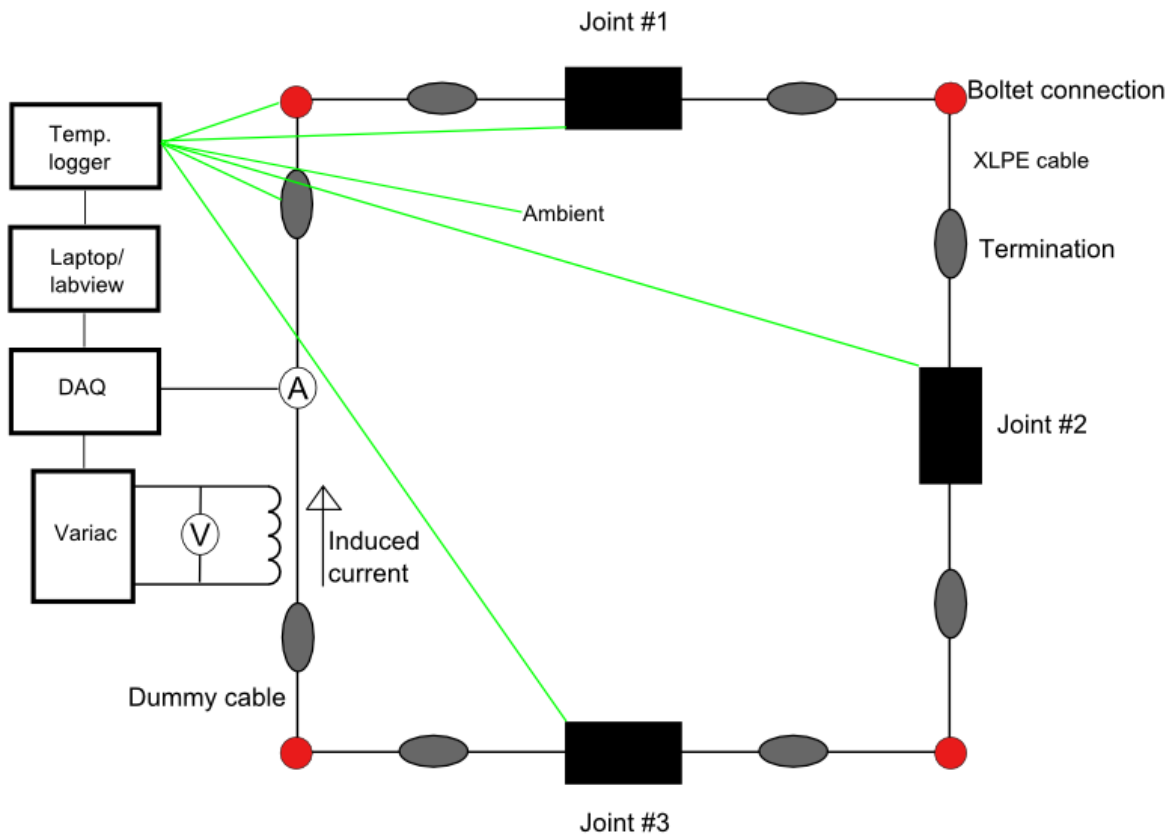 Joint #1
Boltet connection
Temp.
logger
XLPE cable
Ambient
Laptop/
labview
Termination
DAQ
A
Joint #2
Variac
V
Induced
current
Dummy cable
Joint #3